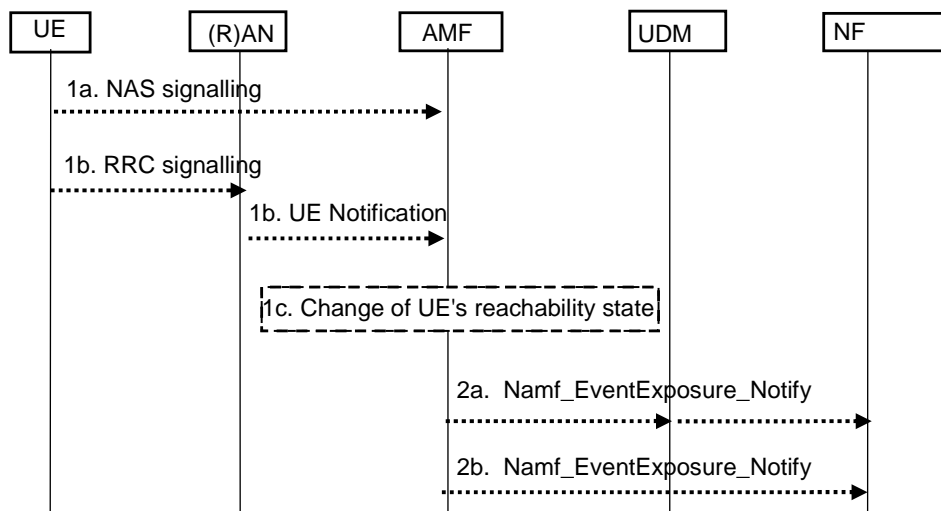 UE (R)AN AMF UDM NF
1a. NAS signalling
1b. RRC signalling
1b. UE Notification
1c. Change of UE's reachability state
2a. Namf_EventExposure_Notify
2b. Namf_EventExposure_Notify